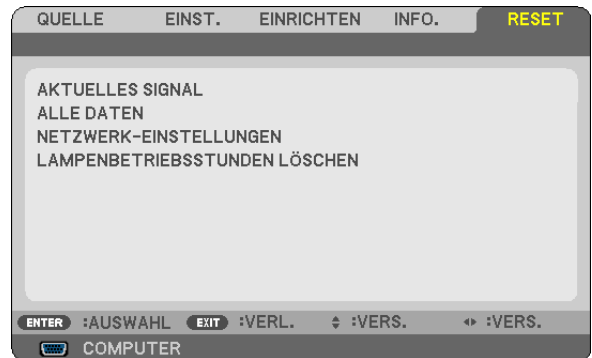 QUELLE EINST. EINRICHTEN INFO. RESET
AKTUELLES SIGNAL
ALLE DATEN
NETZWERK-EINSTELLUNGEN
LAMPENBETRIEBSSTUNDEN LÖSCHEN
ENTER :AUSWAHL EXIT :VERL. :VERS. :VERS.
COMPUTER